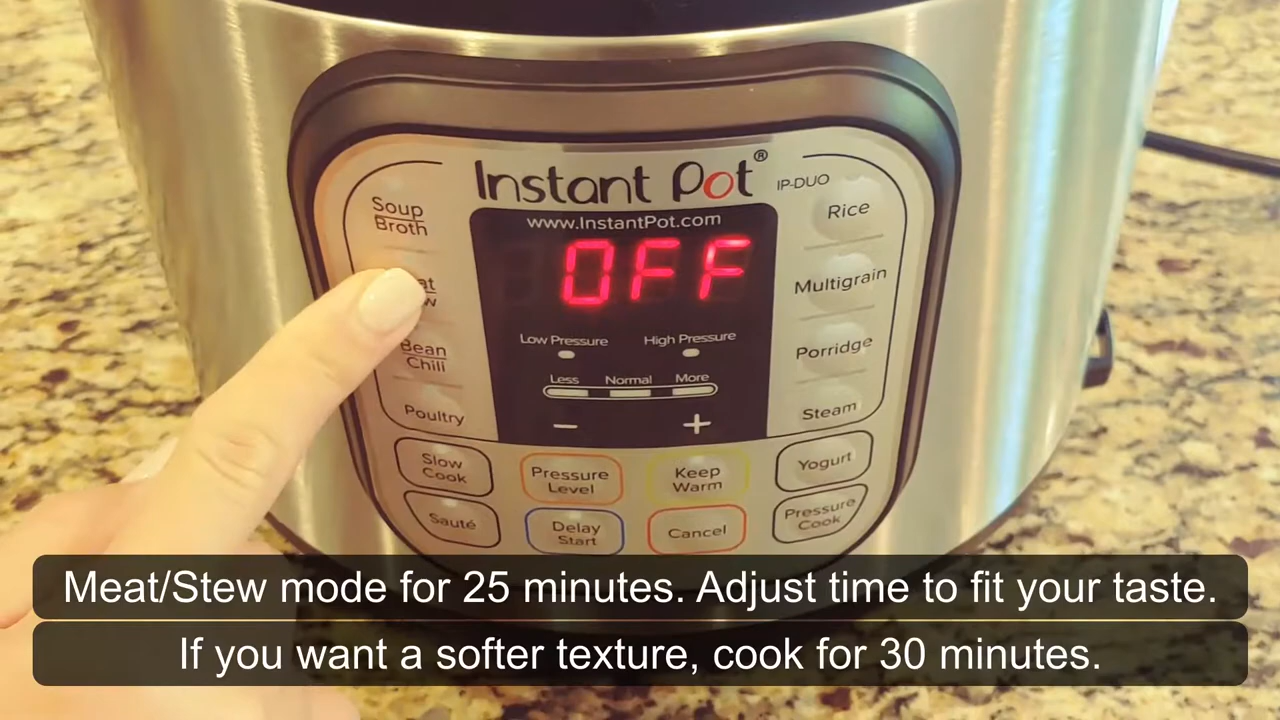 Instant Pot®
IP-DUO
www.InstantPot.com
OFF
Soup
Broth
Bean
Chili
Poultry
Low Pressure
High Pressure
Less
Normal
More
− +
Rice
Multigrain
Porridge
Steam
Slow
Cook
Sauté
Pressure
Level
Delay
Start
Keep
Warm
Cancel
Yogurt
Pressure
Cook
Meat/Stew mode for 25 minutes. Adjust time to fit your taste.
If you want a softer texture, cook for 30 minutes.